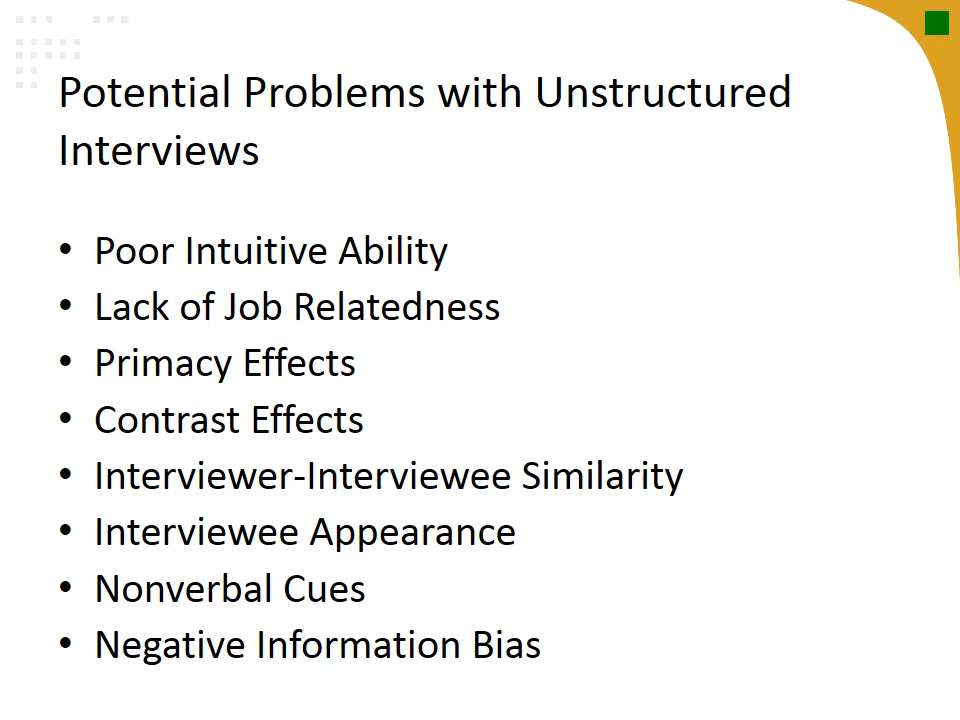 Potential Problems with Unstructured
Interviews
• Poor Intuitive Ability
• Lack of Job Relatedness
• Primacy Effects
• Contrast Effects
• Interviewer-Interviewee Similarity
• Interviewee Appearance
• Nonverbal Cues
• Negative Information Bias